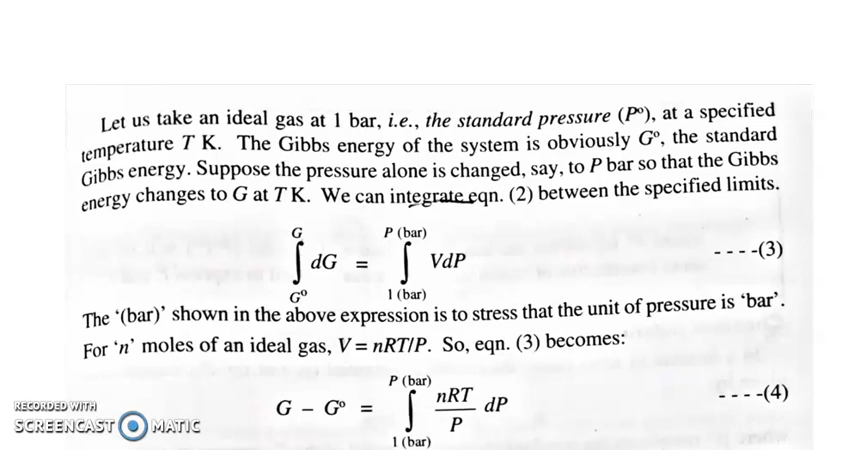 Let us take an ideal gas at 1 bar, i.e., the standard pressure (Pº), at a specified
temperature T K. The Gibbs energy of the system is obviously Gº, the standard
Gibbs energy. Suppose the pressure alone is changed, say, to P bar so that the Gibbs
energy changes to G at T K. We can integrate eqn. (2) between the specified limits.
G P (bar)
∫ dG = ∫ VdP - - - -(3)
Gº 1 (bar)
The ‘(bar)’ shown in the above expression is to stress that the unit of pressure is ‘bar’.
For ‘n’ moles of an ideal gas, V = nRT/P. So, eqn. (3) becomes:
P (bar)
G – Gº = ∫ nRT/P dP - - - -(4)
1 (bar)
RECORDED WITH
SCREENCAST MATIC